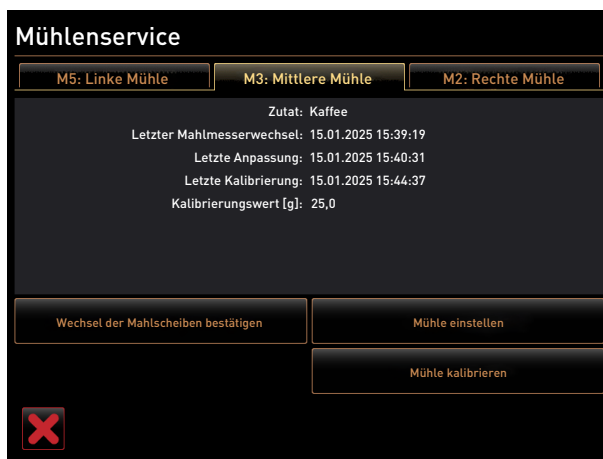 Mühlenservice
M5: Linke Mühle
M3: Mittlere Mühle
M2: Rechte Mühle
Zutat: Kaffee
Letzter Mahlmesserwechsel: 15.01.2025 15:39:19
Letzte Anpassung: 15.01.2025 15:40:31
Letzte Kalibrierung: 15.01.2025 15:44:37
Kalibrierungswert [g]: 25,0
Wechsel der Mahlscheiben bestätigen
Mühle einstellen
Mühle kalibrieren